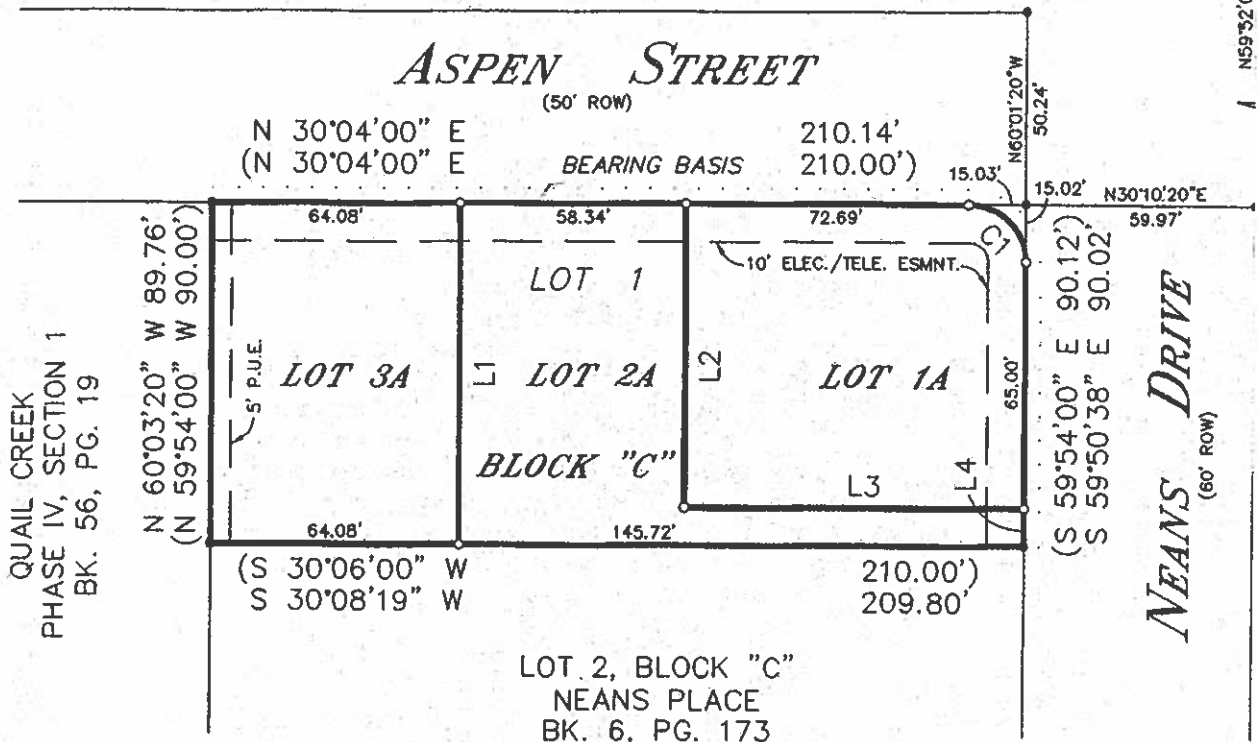 ASPEN STREET
(50' ROW)
N 30°04'00" E 210.14'
(N 30°04'00" E 210.00')
BEARING BASIS
N60°01'20"W
50.24'
15.03'
15.02'
N30°10'20"E
59.97'
64.08'
58.34'
72.69'
C1
10' ELEC./TELE. ESMNT.
LOT 1
N 60°03'20" W 89.76'
(N 59°54'00" W 90.00')
5' P.U.E.
LOT 3A
L1
LOT 2A
L2
LOT 1A
65.00'
(S 59°54'00" E 90.12')
S 59°50'38" E 90.02'
NEANS DRIVE
(60' ROW)
QUAIL CREEK
PHASE IV, SECTION 1
BK. 56, PG. 19
BLOCK "C"
L3
L4
64.08'
145.72'
(S 30°06'00" W 210.00')
S 30°08'19" W 209.80'
LOT 2, BLOCK "C"
NEANS PLACE
BK. 6, PG. 173